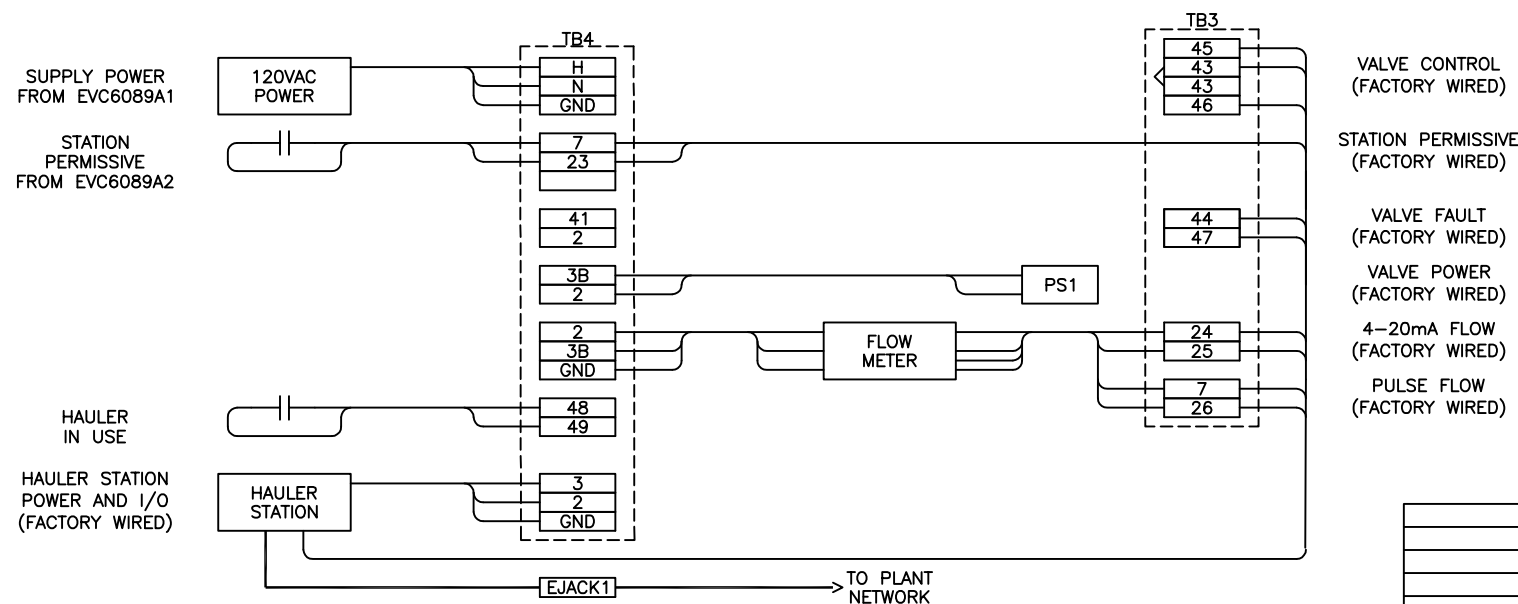 TB4
TB3
SUPPLY POWER
FROM EVC6089A1
120VAC
POWER
H
N
GND
45
43
43
46
VALVE CONTROL
(FACTORY WIRED)
STATION
PERMISSIVE
FROM EVC6089A2
7
23
STATION PERMISSIVE
(FACTORY WIRED)
41
2
44
47
VALVE FAULT
(FACTORY WIRED)
3B
2
PS1
VALVE POWER
(FACTORY WIRED)
2
3B
GND
FLOW
METER
24
25
4-20mA FLOW
(FACTORY WIRED)
7
26
PULSE FLOW
(FACTORY WIRED)
HAULER
IN USE
48
49
HAULER STATION
POWER AND I/O
(FACTORY WIRED)
HAULER
STATION
3
2
GND
EJACK1
TO PLANT
NETWORK